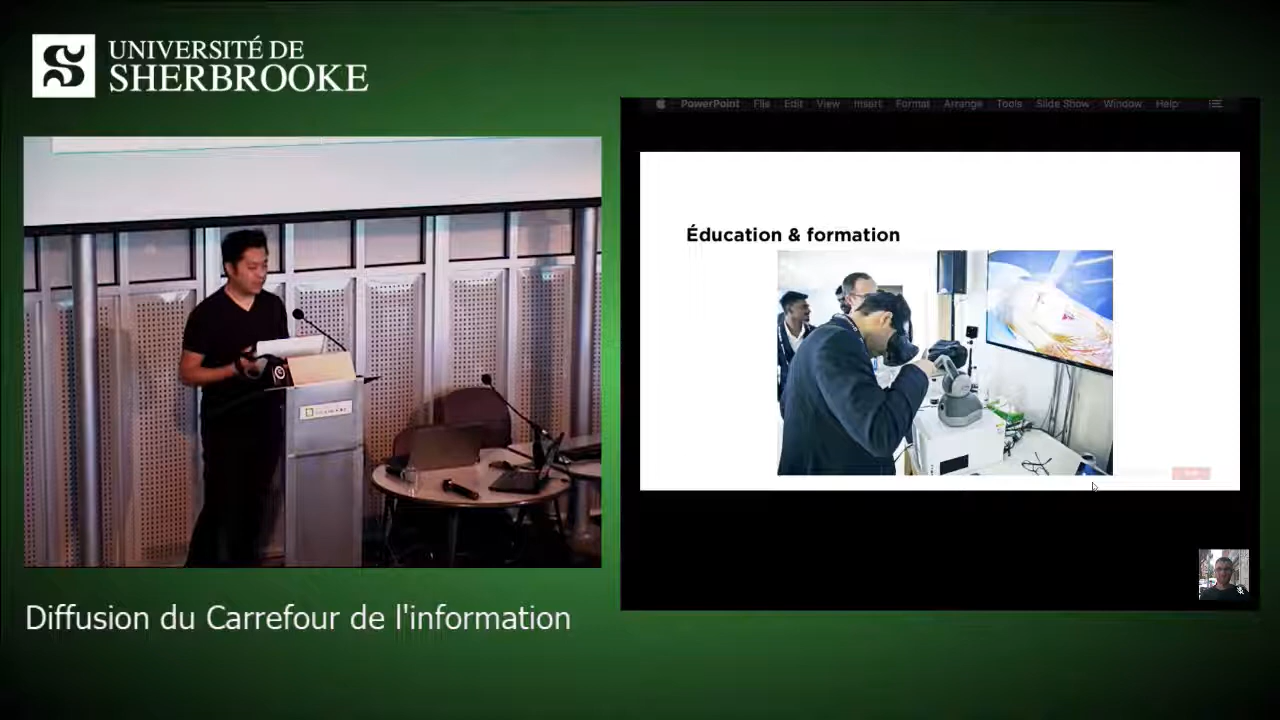 UNIVERSITÉ DE
SHERBROOKE
PowerPoint File Edit View Insert Format Arrange Tools Slide Show Window Help
Éducation & formation
Diffusion du Carrefour de l'information